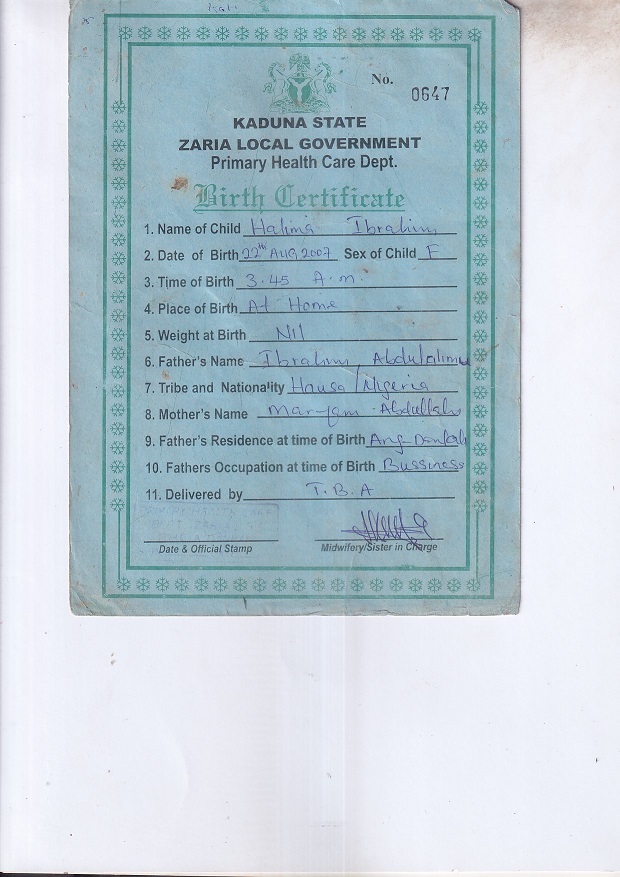 No.
0647
KADUNA STATE
ZARIA LOCAL GOVERNMENT
Primary Health Care Dept.
Birth Certificate
1. Name of Child Halima Ibrahim
2. Date of Birth 22nd AUG 2007 Sex of Child F
3. Time of Birth 3.45 A.m.
4. Place of Birth At Home
5. Weight at Birth Nil
6. Father's Name Ibrahim
7. Tribe and Nationality Hausa/Nigeria
8. Mother's Name Maryam Abdullahi
9. Father's Residence at time of Birth Ang
10. Fathers Occupation at time of Birth Bussiness
11. Delivered by T.B.A
Date & Official Stamp
Midwifery/Sister in Charge